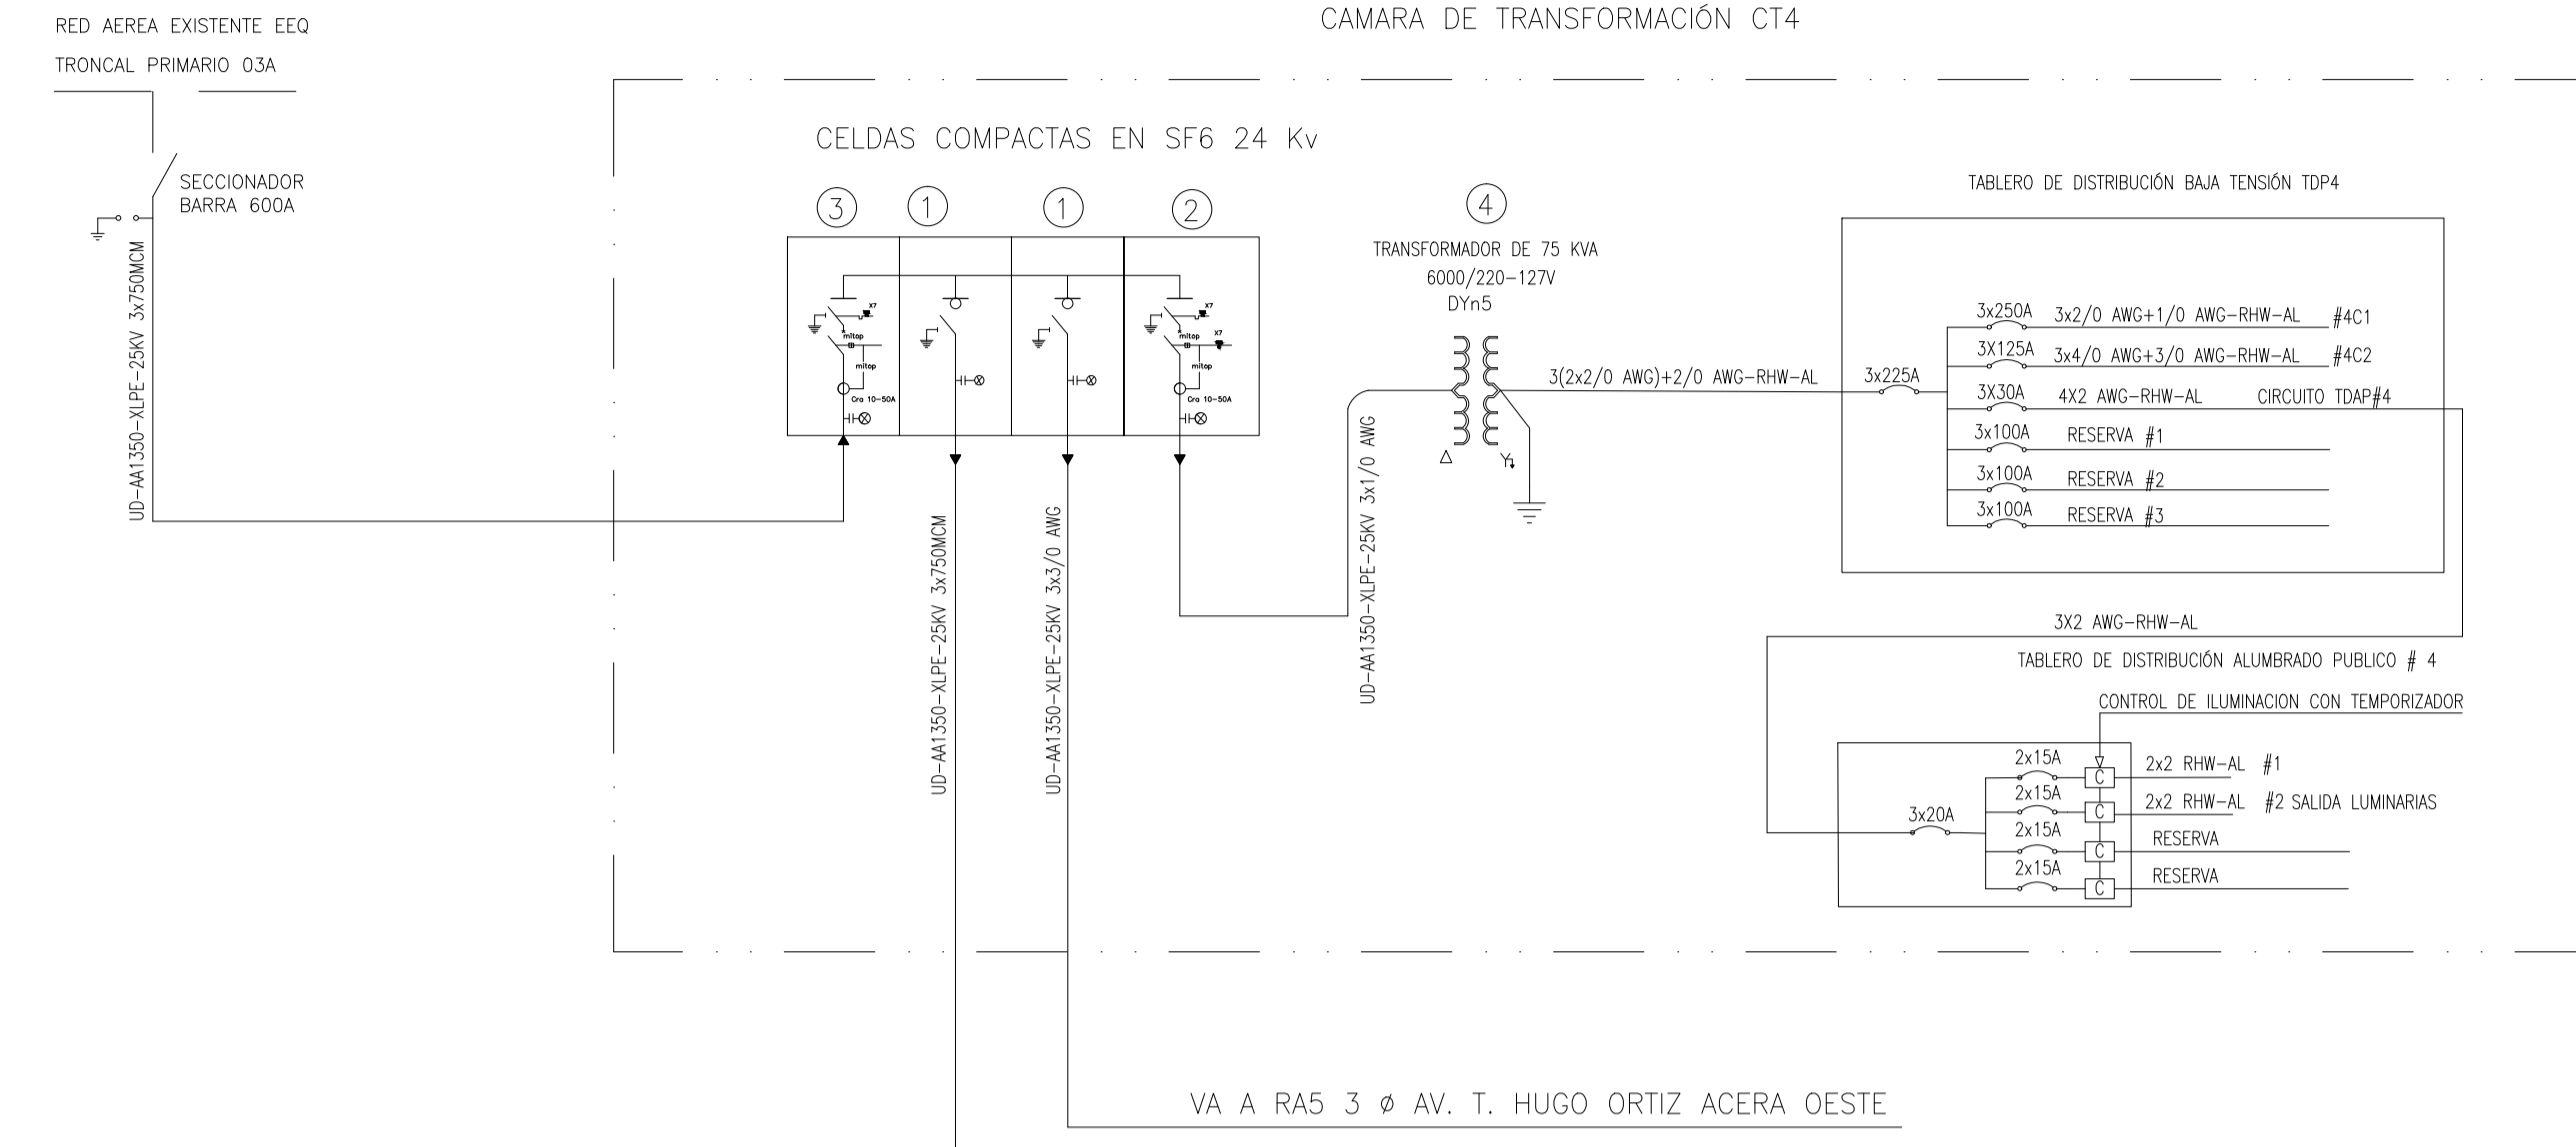 CAMARA DE TRANSFORMACIÓN CT4
RED AEREA EXISTENTE EEQ
TRONCAL PRIMARIO 03A
SECCIONADOR
BARRA 600A
UD-AA1350-XLPE-25KV 3x750MCM
CELDAS COMPACTAS EN SF6 24 Kv
3
1
1
2
x7
mitop
mitop
Cra 10-50A
x7
mitop
x7
mitop
Cra 10-50A
UD-AA1350-XLPE-25KV 3x750MCM
UD-AA1350-XLPE-25KV 3x3/0 AWG
4
TRANSFORMADOR DE 75 KVA
6000/220-127V
DYn5
Δ
Y
UD-AA1350-XLPE-25KV 3x1/0 AWG
3(2x2/0 AWG)+2/0 AWG-RHW-AL
TABLERO DE DISTRIBUCIÓN BAJA TENSIÓN TDP4
3x225A
3x250A 3x2/0 AWG+1/0 AWG-RHW-AL #4C1
3X125A 3x4/0 AWG+3/0 AWG-RHW-AL #4C2
3X30A 4X2 AWG-RHW-AL CIRCUITO TDAP#4
3x100A RESERVA #1
3x100A RESERVA #2
3x100A RESERVA #3
3X2 AWG-RHW-AL
TABLERO DE DISTRIBUCIÓN ALUMBRADO PUBLICO # 4
CONTROL DE ILUMINACION CON TEMPORIZADOR
3x20A
2x15A C 2x2 RHW-AL #1
2x15A C 2x2 RHW-AL #2 SALIDA LUMINARIAS
2x15A C RESERVA
2x15A C RESERVA
VA A RA5 3 ø AV. T. HUGO ORTIZ ACERA OESTE